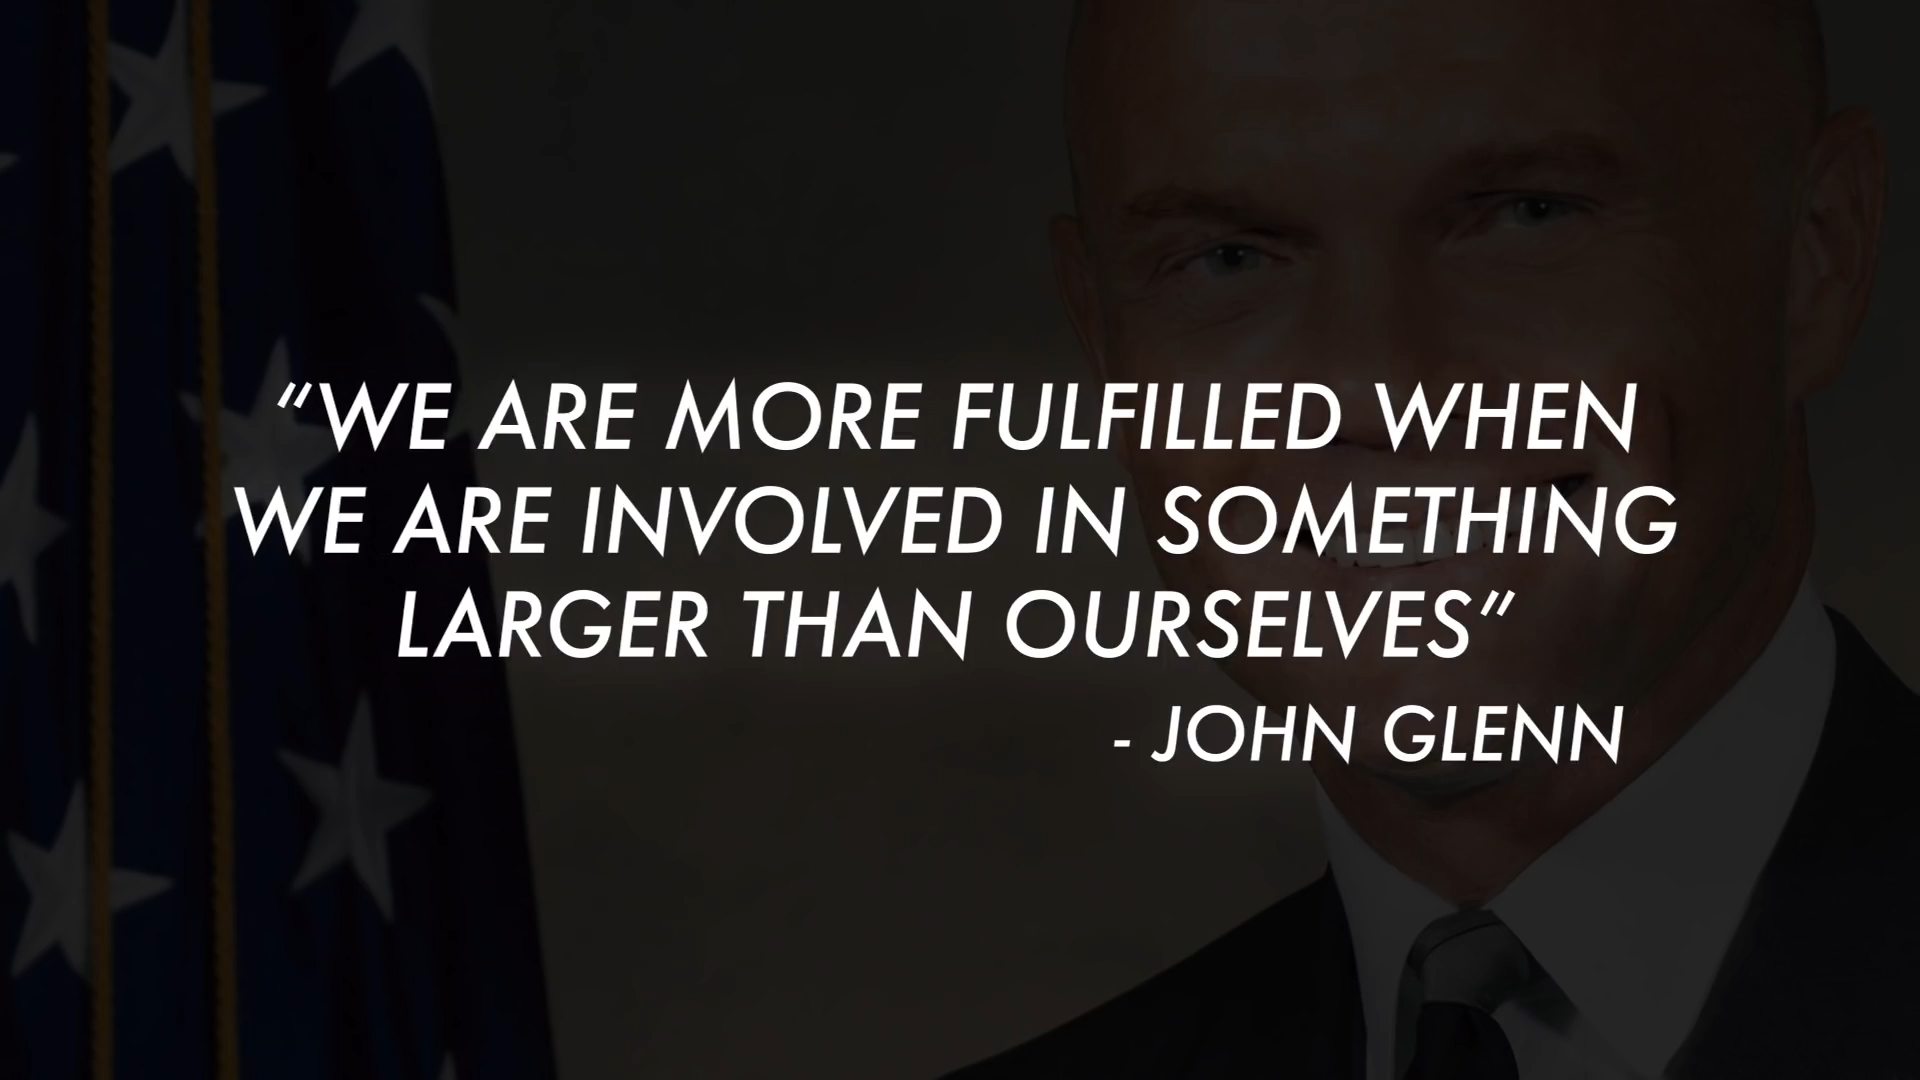 “WE ARE MORE FULFILLED WHEN
WE ARE INVOLVED IN SOMETHING
LARGER THAN OURSELVES”
- JOHN GLENN